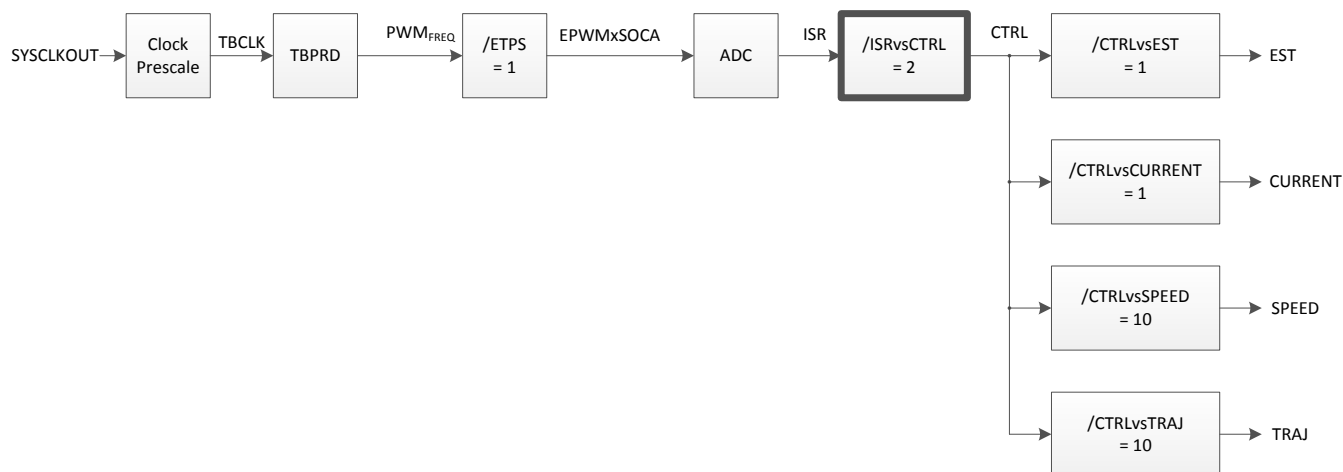 SYSCLKOUT
Clock
Prescale
TBCLK
TBPRD
PWMFREQ
/ETPS
= 1
EPWMxSOCA
ADC
ISR
/ISRvsCTRL
= 2
CTRL
/CTRLvsEST
= 1
EST
/CTRLvsCURRENT
= 1
CURRENT
/CTRLvsSPEED
= 10
SPEED
/CTRLvsTRAJ
= 10
TRAJ